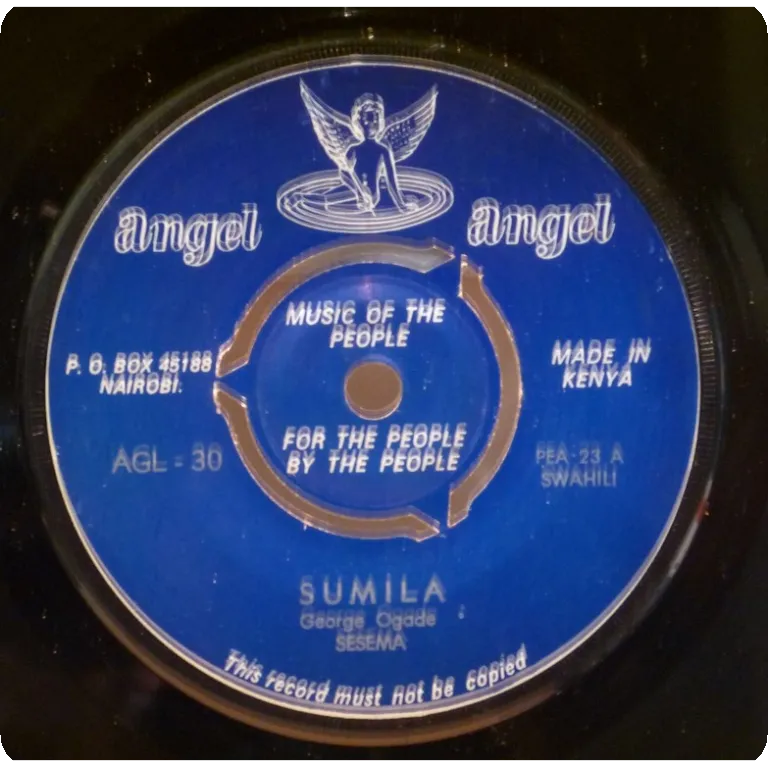 angel
angel
MUSIC OF THE
PEOPLE
P. O. BOX 45188
NAIROBI.
MADE IN
KENYA
FOR THE PEOPLE
BY THE PEOPLE
AGL - 30
PEA - 23 A
SWAHILI
SUMILA
George Ogade
SESEMA
This record must not be copied